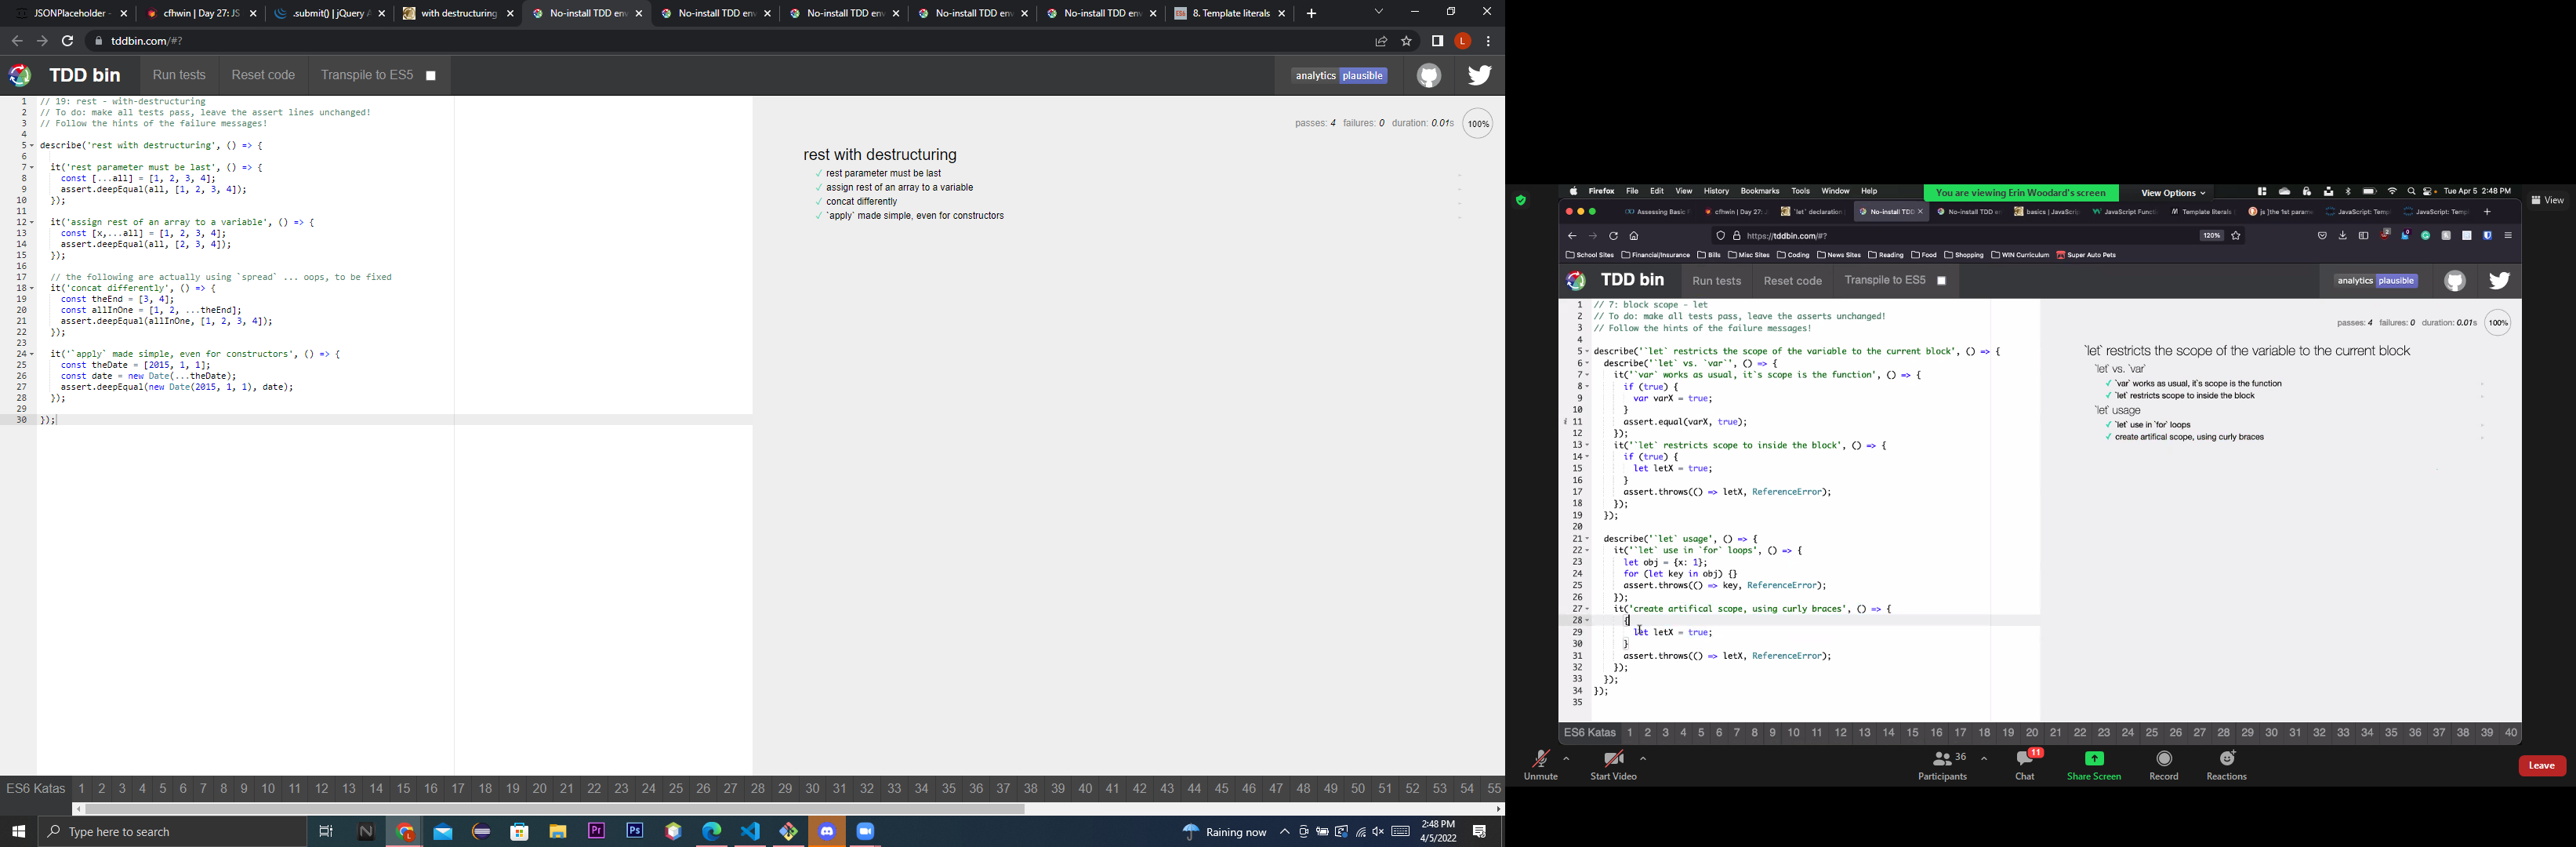 JSONPlaceholder -
cfhwin | Day 27: JS
.submit() | jQuery A
with destructuring
No-install TDD env
No-install TDD env
No-install TDD env
No-install TDD env
No-install TDD env
8. Template literals
tddbin.com/#?
L
TDD bin
Run tests
Reset code
Transpile to ES5
analytics plausible
1 // 19: rest - with-destructuring
2 // To do: make all tests pass, leave the assert lines unchanged!
3 // Follow the hints of the failure messages!
4
5 describe('rest with destructuring', () => {
6
7 it('rest parameter must be last', () => {
8 const [...all] = [1, 2, 3, 4];
9 assert.deepEqual(all, [1, 2, 3, 4]);
10 });
11
12 it('assign rest of an array to a variable', () => {
13 const [x,...all] = [1, 2, 3, 4];
14 assert.deepEqual(all, [2, 3, 4]);
15 });
16
17 // the following are actually using `spread` ... oops, to be fixed
18 it('concat differently', () => {
19 const theEnd = [3, 4];
20 const allInOne = [1, 2, ...theEnd];
21 assert.deepEqual(allInOne, [1, 2, 3, 4]);
22 });
23
24 it('`apply` made simple, even for constructors', () => {
25 const theDate = [2015, 1, 1];
26 const date = new Date(...theDate);
27 assert.deepEqual(new Date(2015, 1, 1), date);
28 });
29
30 });
passes: 4 failures: 0 duration: 0.01s 100%
rest with destructuring
✓ rest parameter must be last
✓ assign rest of an array to a variable
✓ concat differently
✓ `apply` made simple, even for constructors
ES6 Katas 1 2 3 4 5 6 7 8 9 10 11 12 13 14 15 16 17 18 19 20 21 22 23 24 25 26 27 28 29 30 31 32 33 34 35 36 37 38 39 40 41 42 43 44 45 46 47 48 49 50 51 52 53 54 55
Type here to search
Pr
Ps
Raining now
2:48 PM
4/5/2022
Firefox File Edit View History Bookmarks Tools Window Help
You are viewing Erin Woodard's screen
View Options
Tue Apr 5 2:48 PM
View
Assessing Basic F
cfhwin | Day 27: J
`let` declaration
No-install TDD
No-install TDD en
basics | JavaScrip
JavaScript Functi
Template literals
js ]the 1st parame
JavaScript: Temp
JavaScript: Temp
https://tddbin.com/#?
120%
School Sites Financial/Insurance Bills Misc Sites Coding News Sites Reading Food Shopping WIN Curriculum Super Auto Pets
TDD bin
Run tests
Reset code
Transpile to ES5
analytics plausible
1 // 7: block scope - let
2 // To do: make all tests pass, leave the asserts unchanged!
3 // Follow the hints of the failure messages!
4
5 describe('`let` restricts the scope of the variable to the current block', () => {
6 describe('`let` vs. `var`', () => {
7 it('`var` works as usual, it`s scope is the function', () => {
8 if (true) {
9 var varX = true;
10 }
11 assert.equal(varX, true);
12 });
13 it('`let` restricts scope to inside the block', () => {
14 if (true) {
15 let letX = true;
16 }
17 assert.throws(() => letX, ReferenceError);
18 });
19 });
20
21 describe('`let` usage', () => {
22 it('`let` use in `for` loops', () => {
23 let obj = {x: 1};
24 for (let key in obj) {}
25 assert.throws(() => key, ReferenceError);
26 });
27 it('create artifical scope, using curly braces', () => {
28 {
29 let letX = true;
30 }
31 assert.throws(() => letX, ReferenceError);
32 });
33 });
34 });
35
passes: 4 failures: 0 duration: 0.01s 100%
`let` restricts the scope of the variable to the current block
`let` vs. `var`
✓ `var` works as usual, it`s scope is the function
✓ `let` restricts scope to inside the block
`let` usage
✓ `let` use in `for` loops
✓ create artifical scope, using curly braces
ES6 Katas 1 2 3 4 5 6 7 8 9 10 11 12 13 14 15 16 17 18 19 20 21 22 23 24 25 26 27 28 29 30 31 32 33 34 35 36 37 38 39 40
Unmute
Start Video
36
Participants
11
Chat
Share Screen
Record
Reactions
Leave